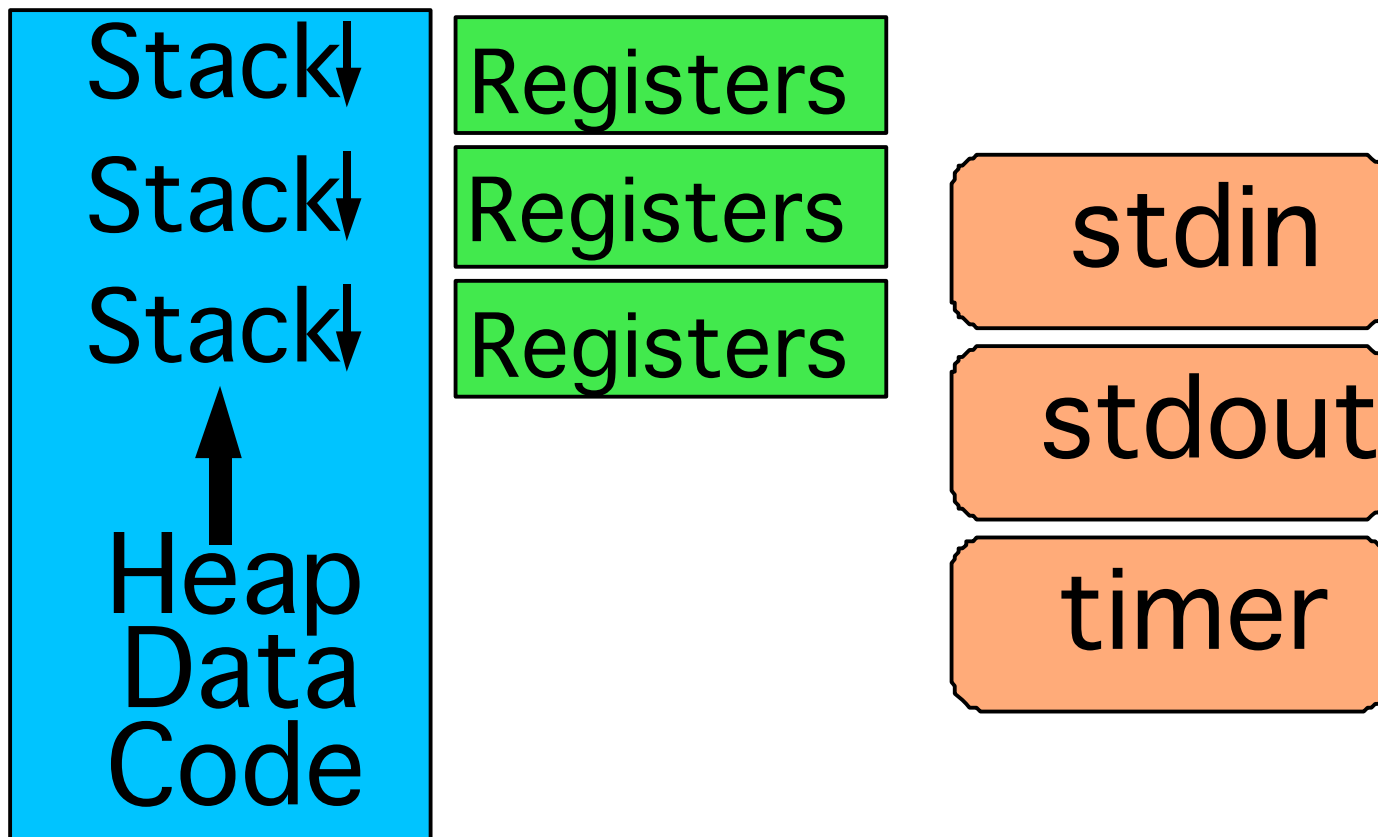 Stack
Stack
Stack
Heap
Data
Code
Registers
Registers
Registers
stdin
stdout
timer